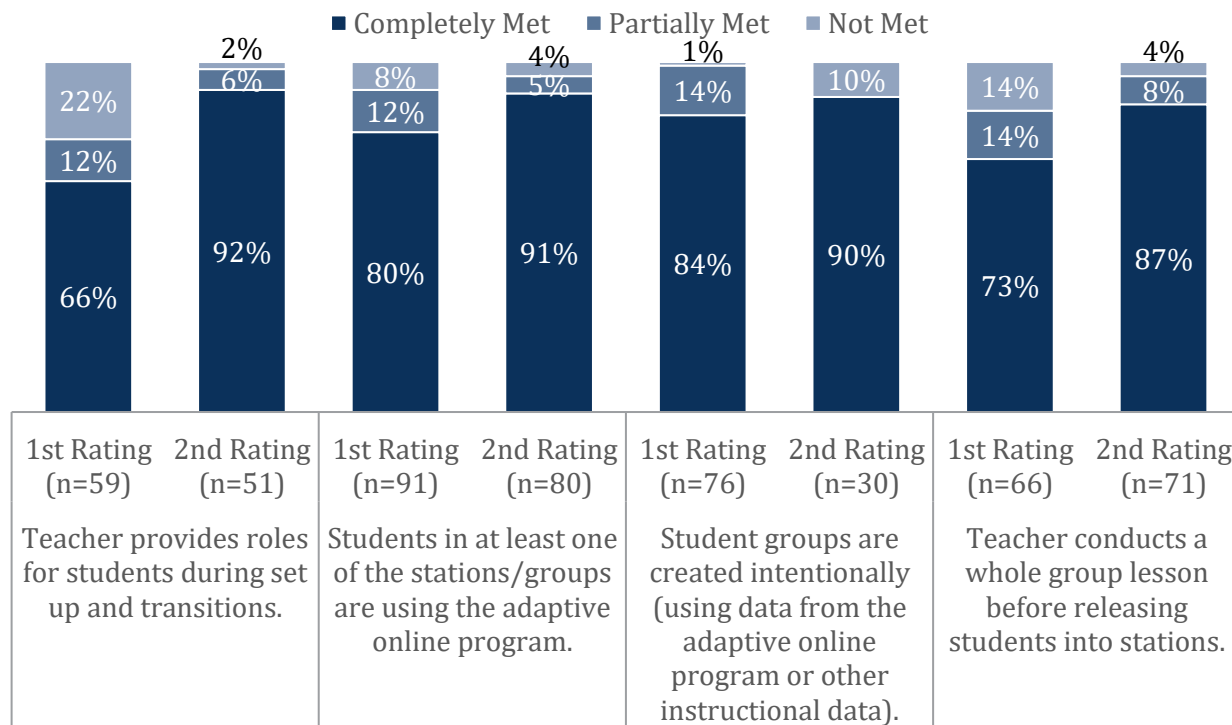 Completely Met Partially Met Not Met
2% 4% 1% 4%
22% 6% 8% 5% 14% 10% 14% 8%
12% 12% 14%
66% 92% 80% 91% 84% 90% 73% 87%
1st Rating (n=59)
2nd Rating (n=51)
1st Rating (n=91)
2nd Rating (n=80)
1st Rating (n=76)
2nd Rating (n=30)
1st Rating (n=66)
2nd Rating (n=71)
Teacher provides roles
for students during set
up and transitions.
Students in at least one
of the stations/groups
are using the adaptive
online program.
Student groups are
created intentionally
(using data from the
adaptive online
program or other
instructional data).
Teacher conducts a
whole group lesson
before releasing
students into stations.